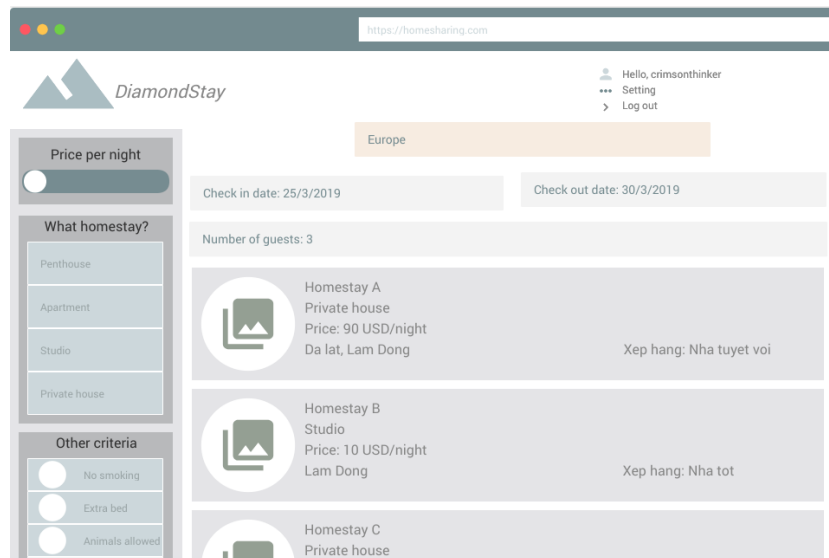 https://homesharing.com
DiamondStay
Hello, crimsonthinker
Setting
Log out
Europe
Price per night
Check in date: 25/3/2019
Check out date: 30/3/2019
What homestay?
Penthouse
Apartment
Studio
Private house
Number of guests: 3
Homestay A
Private house
Price: 90 USD/night
Da lat, Lam Dong
Xep hang: Nha tuyet voi
Homestay B
Studio
Price: 10 USD/night
Lam Dong
Xep hang: Nha tot
Other criteria
No smoking
Extra bed
Animals allowed
Homestay C
Private house